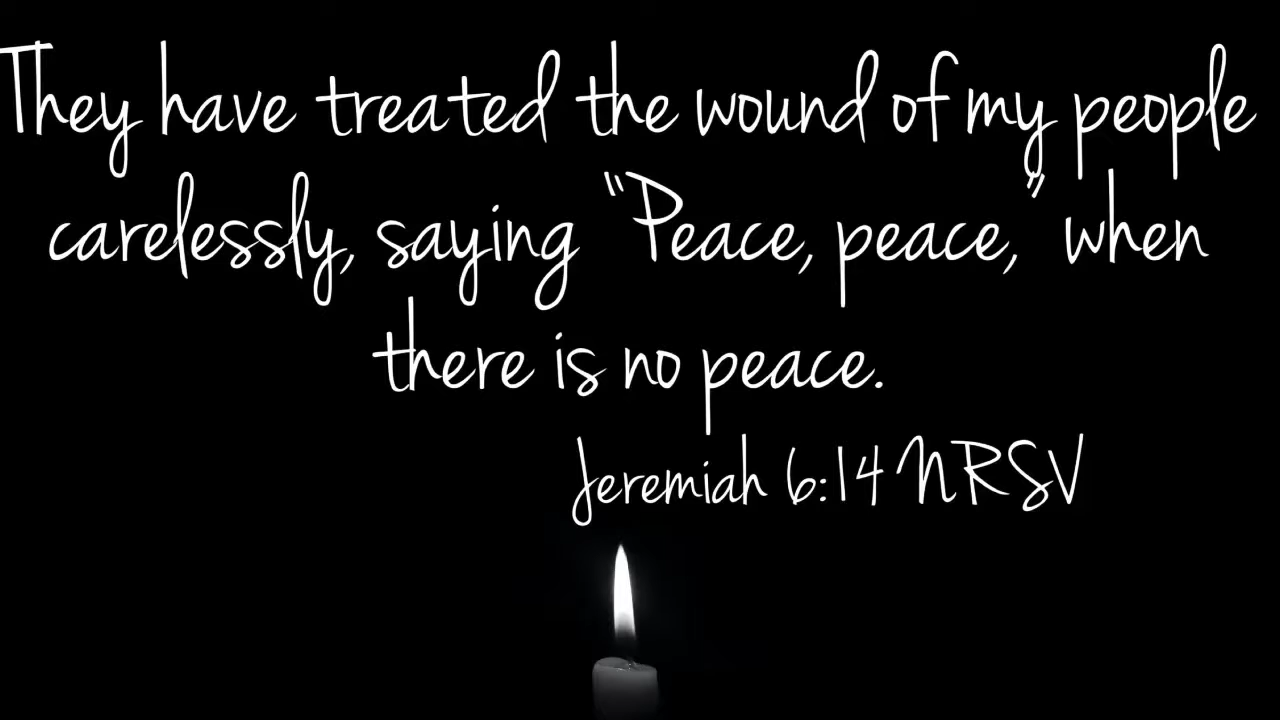 They have treated the wound of my people
carelessly, saying "Peace, peace," when
there is no peace.
Jeremiah 6:14 NRSV